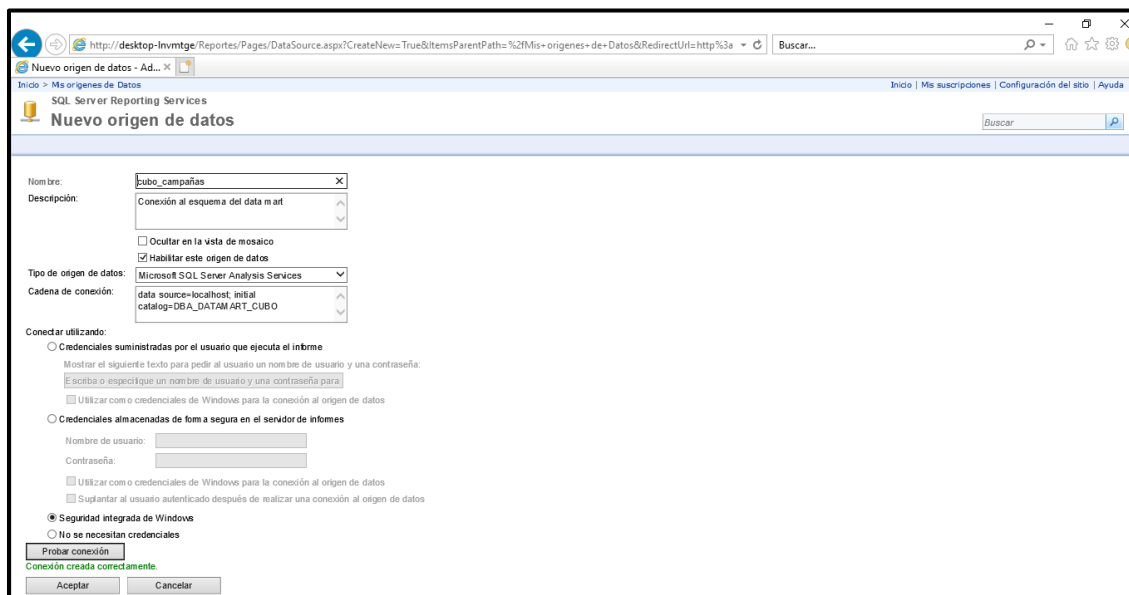 http://desktop-lnvmtge/Reportes/Pages/DataSource.aspx?CreateNew=True&ItemsParentPath=%2fMis+origenes+de+Datos&RedirectUrl=http%3a
Buscar...
Nuevo origen de datos - Ad...
Inicio > Mis origenes de Datos
Inicio | Mis suscripciones | Configuración del sitio | Ayuda
SQL Server Reporting Services
Nuevo origen de datos
Buscar
Nombre: cubo_campañas
Descripción: Conexión al esquema del data mart
Ocultar en la vista de mosaico
Habilitar este origen de datos
Tipo de origen de datos: Microsoft SQL Server Analysis Services
Cadena de conexión: data source=localhost; initial
catalog=DBA_DATAMART_CUBO
Conectar utilizando:
Credenciales suministradas por el usuario que ejecuta el informe
Mostrar el siguiente texto para pedir al usuario un nombre de usuario y una contraseña:
Escriba o especifique un nombre de usuario y una contraseña para
Utilizar como credenciales de Windows para la conexión al origen de datos
Credenciales almacenadas de forma segura en el servidor de informes
Nombre de usuario:
Contraseña:
Utilizar como credenciales de Windows para la conexión al origen de datos
Suplantar al usuario autenticado después de realizar una conexión al origen de datos
Seguridad integrada de Windows
No se necesitan credenciales
Probar conexión
Conexión creada correctamente.
Aceptar
Cancelar